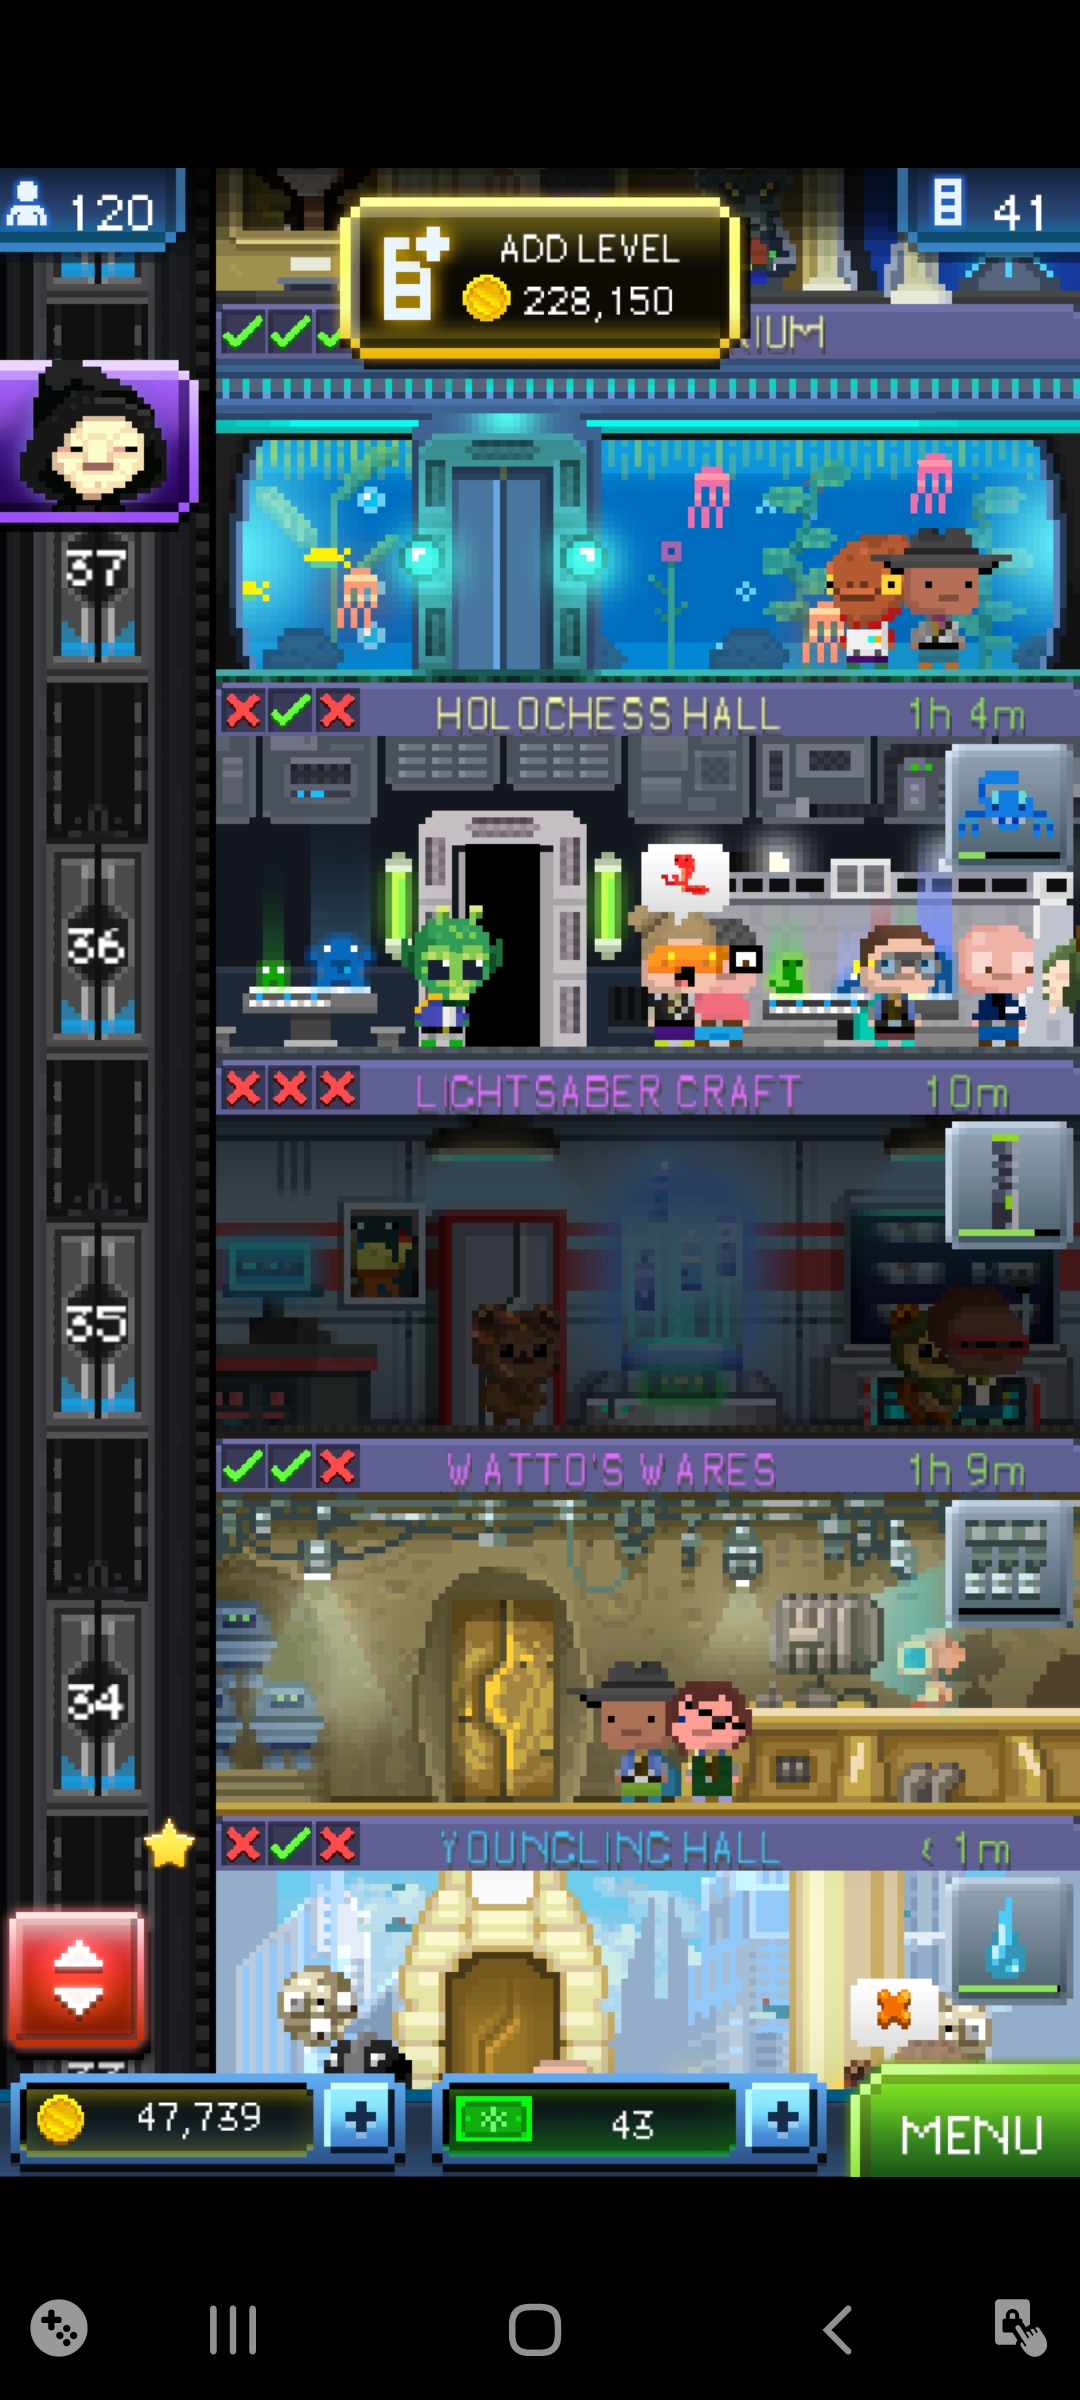 120
ADD LEVEL
228,150
41
RIUM
37
HOLOCHESS HALL
1h 4m
36
LIGHTSABER CRAFT
10m
35
WATTO'S WARES
1h 9m
34
YOUNGLING HALL
< 1m
47,739
43
MENU